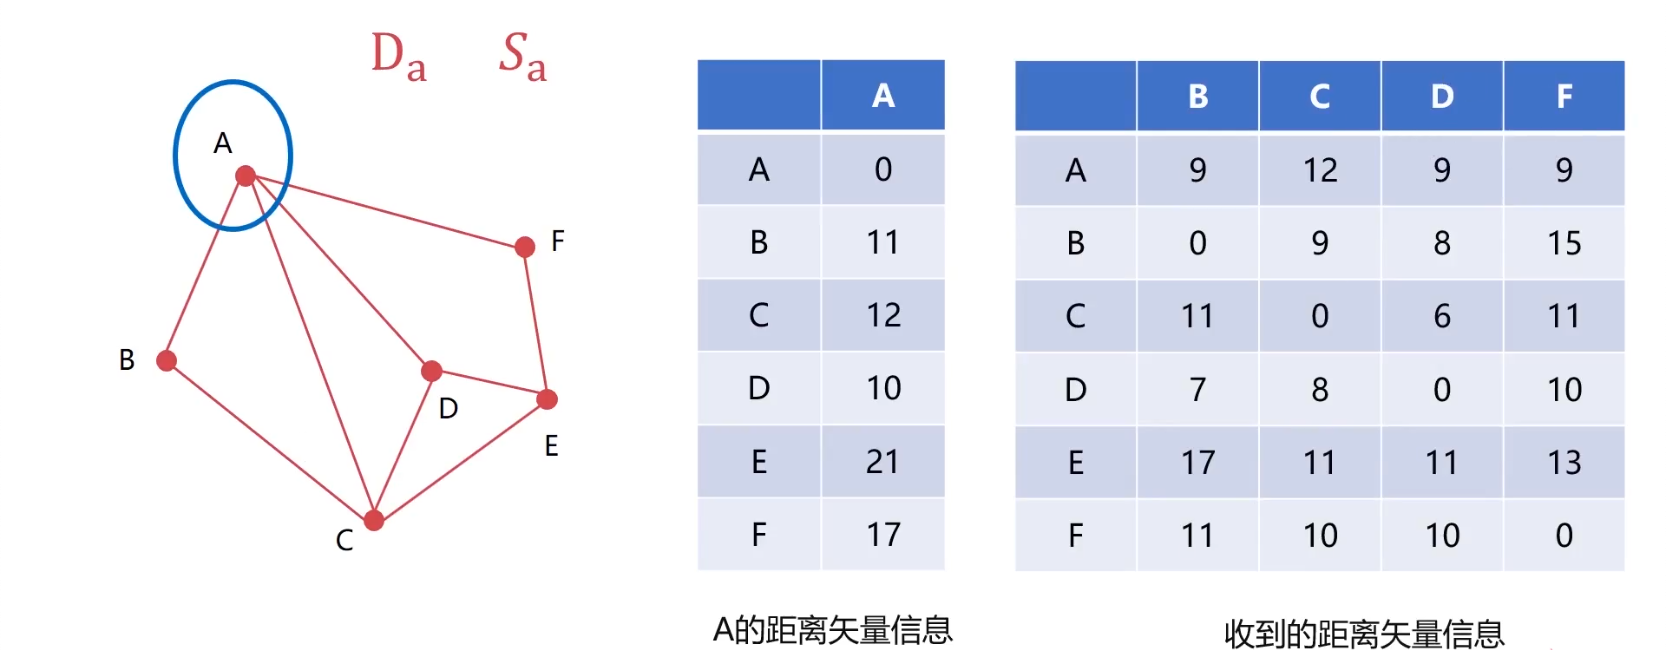 Da Sa
A
F
B
D
E
C
A
A 0
B 11
C 12
D 10
E 21
F 17
A的距离矢量信息
B C D F
A 9 12 9 9
B 0 9 8 15
C 11 0 6 11
D 7 8 0 10
E 17 11 11 13
F 11 10 10 0
收到的距离矢量信息